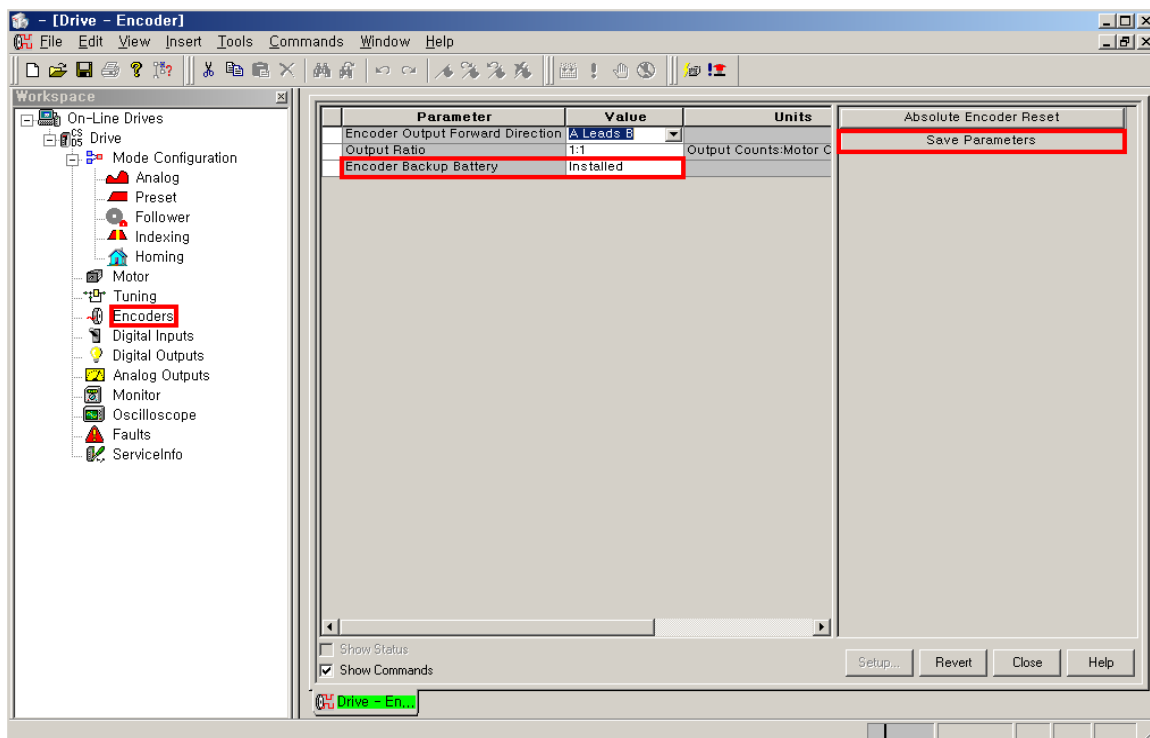 - [Drive - Encoder]
File Edit View Insert Tools Commands Window Help
Workspace
On-Line Drives
Drive
Mode Configuration
Analog
Preset
Follower
Indexing
Homing
Motor
Tuning
Encoders
Digital Inputs
Digital Outputs
Analog Outputs
Monitor
Oscilloscope
Faults
ServiceInfo
Parameter Value Units
Encoder Output Forward Direction A Leads B
Output Ratio 1:1 Output Counts:Motor C
Encoder Backup Battery Installed
Absolute Encoder Reset
Save Parameters
Show Status
Show Commands
Setup... Revert Close Help
Drive - En...